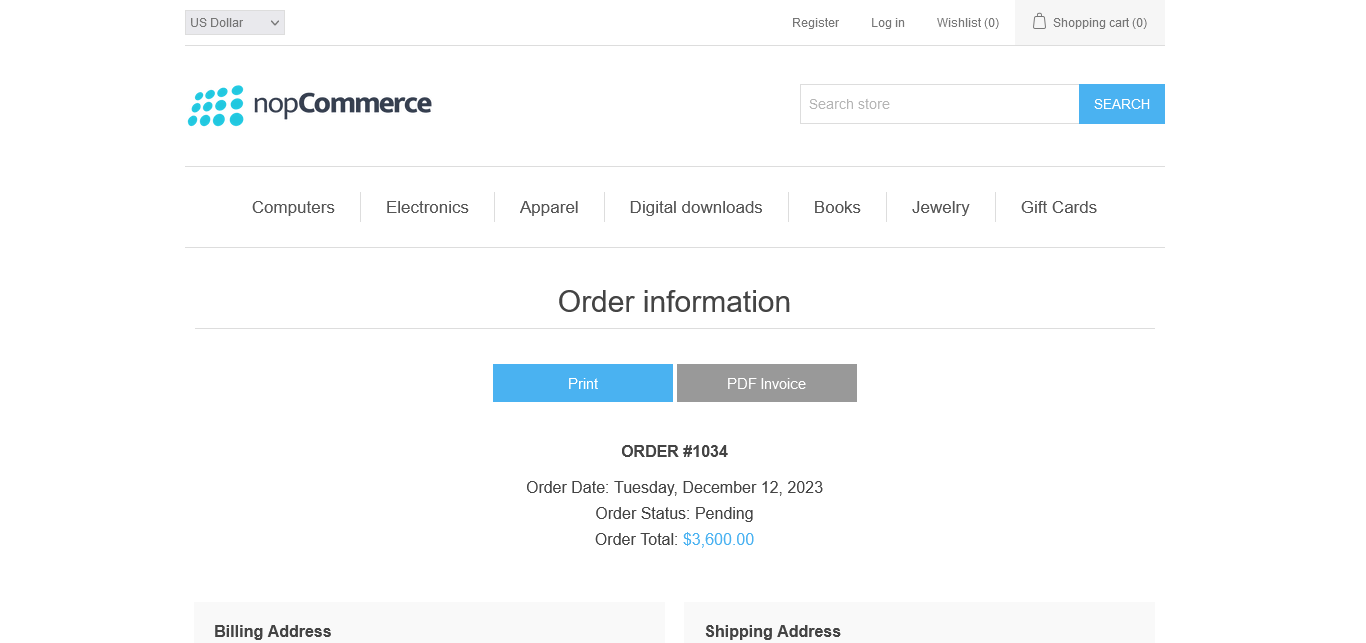 US Dollar
Register
Log in
Wishlist (0)
Shopping cart (0)
nopCommerce
Search store
SEARCH
Computers
Electronics
Apparel
Digital downloads
Books
Jewelry
Gift Cards
Order information
Print
PDF Invoice
ORDER #1034
Order Date: Tuesday, December 12, 2023
Order Status: Pending
Order Total: $3,600.00
Billing Address
Shipping Address